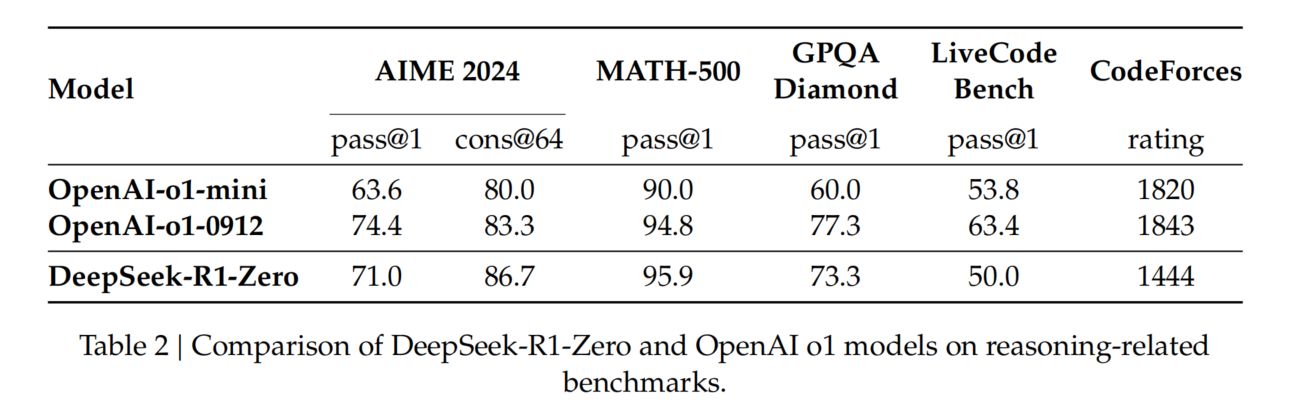 Model AIME 2024 MATH-500 GPQA Diamond LiveCode Bench CodeForces
pass@1 cons@64 pass@1 pass@1 pass@1 rating
OpenAI-o1-mini 63.6 80.0 90.0 60.0 53.8 1820
OpenAI-o1-0912 74.4 83.3 94.8 77.3 63.4 1843
DeepSeek-R1-Zero 71.0 86.7 95.9 73.3 50.0 1444
Table 2 | Comparison of DeepSeek-R1-Zero and OpenAI o1 models on reasoning-related
benchmarks.